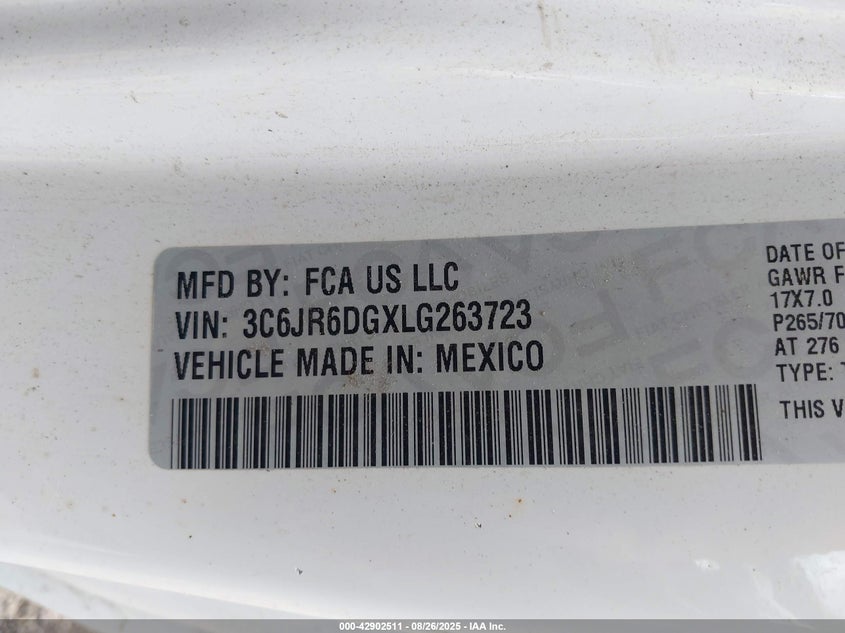 MFD BY: FCA US LLC
VIN: 3C6JR6DGXLG263723
VEHICLE MADE IN: MEXICO
DATE OF
GAWR F
17X7.0
P265/70
AT 276
TYPE: T
THIS V
000-42902511 - 08/26/2025 - IAA Inc.